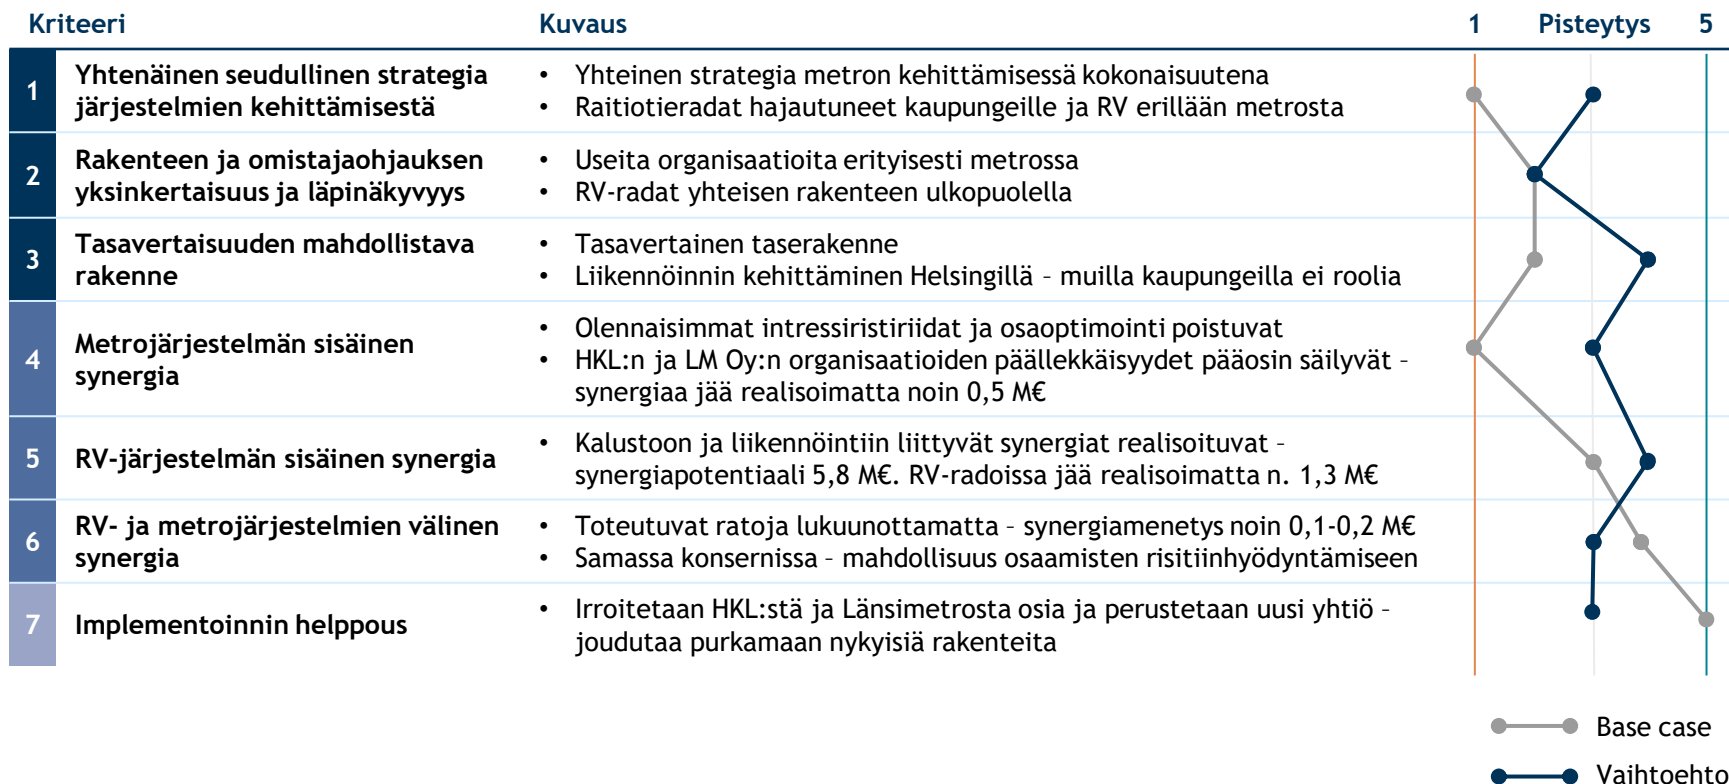 Kriteeri Kuvaus 1 Pisteytys 5
1 Yhtenäinen seudullinen strategia
järjestelmien kehittämisestä
• Yhteinen strategia metron kehittämisessä kokonaisuutena
• Raitiotieradat hajautuneet kaupungeille ja RV erillään metrosta
2 Rakenteen ja omistajaohjauksen
yksinkertaisuus ja läpinäkyvyys
• Useita organisaatioita erityisesti metrossa
• RV-radat yhteisen rakenteen ulkopuolella
3 Tasavertaisuuden mahdollistava
rakenne
• Tasavertainen taserakenne
• Liikennöinnin kehittäminen Helsingillä – muilla kaupungeilla ei roolia
4 Metrojärjestelmän sisäinen
synergia
• Olennaisimmat intressiristiriidat ja osaoptimointi poistuvat
• HKL:n ja LM Oy:n organisaatioiden päällekkäisyydet pääosin säilyvät –
synergiaa jää realisoimatta noin 0,5 M€
5 RV-järjestelmän sisäinen synergia
• Kalustoon ja liikennöintiin liittyvät synergiat realisoituvat –
synergiapotentiaali 5,8 M€. RV-radoissa jää realisoimatta n. 1,3 M€
6 RV- ja metrojärjestelmien välinen
synergia
• Toteutuvat ratoja lukuunottamatta – synergiamenetys noin 0,1-0,2 M€
• Samassa konsernissa – mahdollisuus osaamisten risitiinhyödyntämiseen
7 Implementoinnin helppous
• Irroitetaan HKL:stä ja Länsimetrosta osia ja perustetaan uusi yhtiö –
joudutaa purkamaan nykyisiä rakenteita
Base case
Vaihtoehto